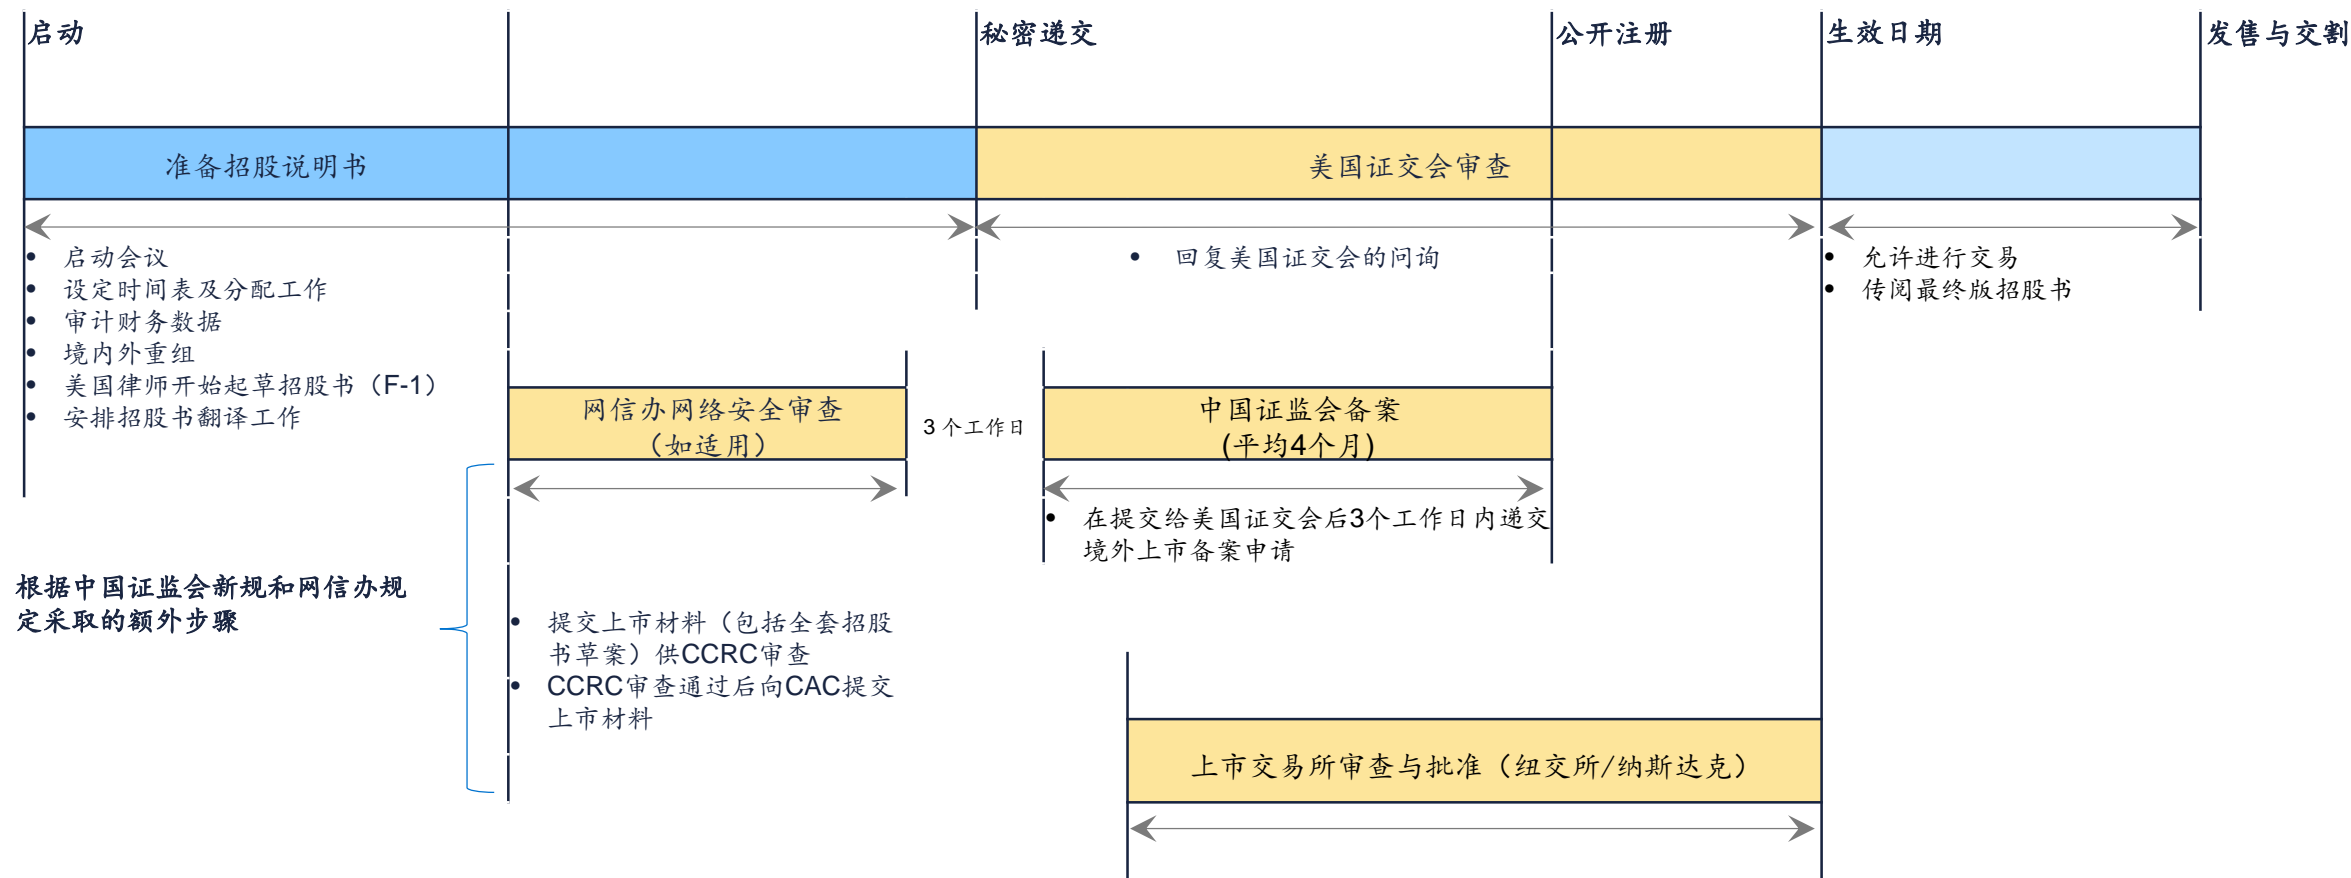 启动
秘密递交
公开注册
生效日期
发售与交割
准备招股说明书
美国证交会审查
• 启动会议
• 设定时间表及分配工作
• 审计财务数据
• 境内外重组
• 美国律师开始起草招股书（F-1）
• 安排招股书翻译工作
• 回复美国证交会的问询
• 允许进行交易
• 传阅最终版招股书
网信办网络安全审查
（如适用）
3 个工作日
中国证监会备案
(平均4个月)
• 在提交给美国证交会后3个工作日内递交
境外上市备案申请
根据中国证监会新规和网信办规
定采取的额外步骤
• 提交上市材料（包括全套招股
书草案）供CCRC审查
• CCRC审查通过后向CAC提交
上市材料
上市交易所审查与批准（纽交所/纳斯达克）